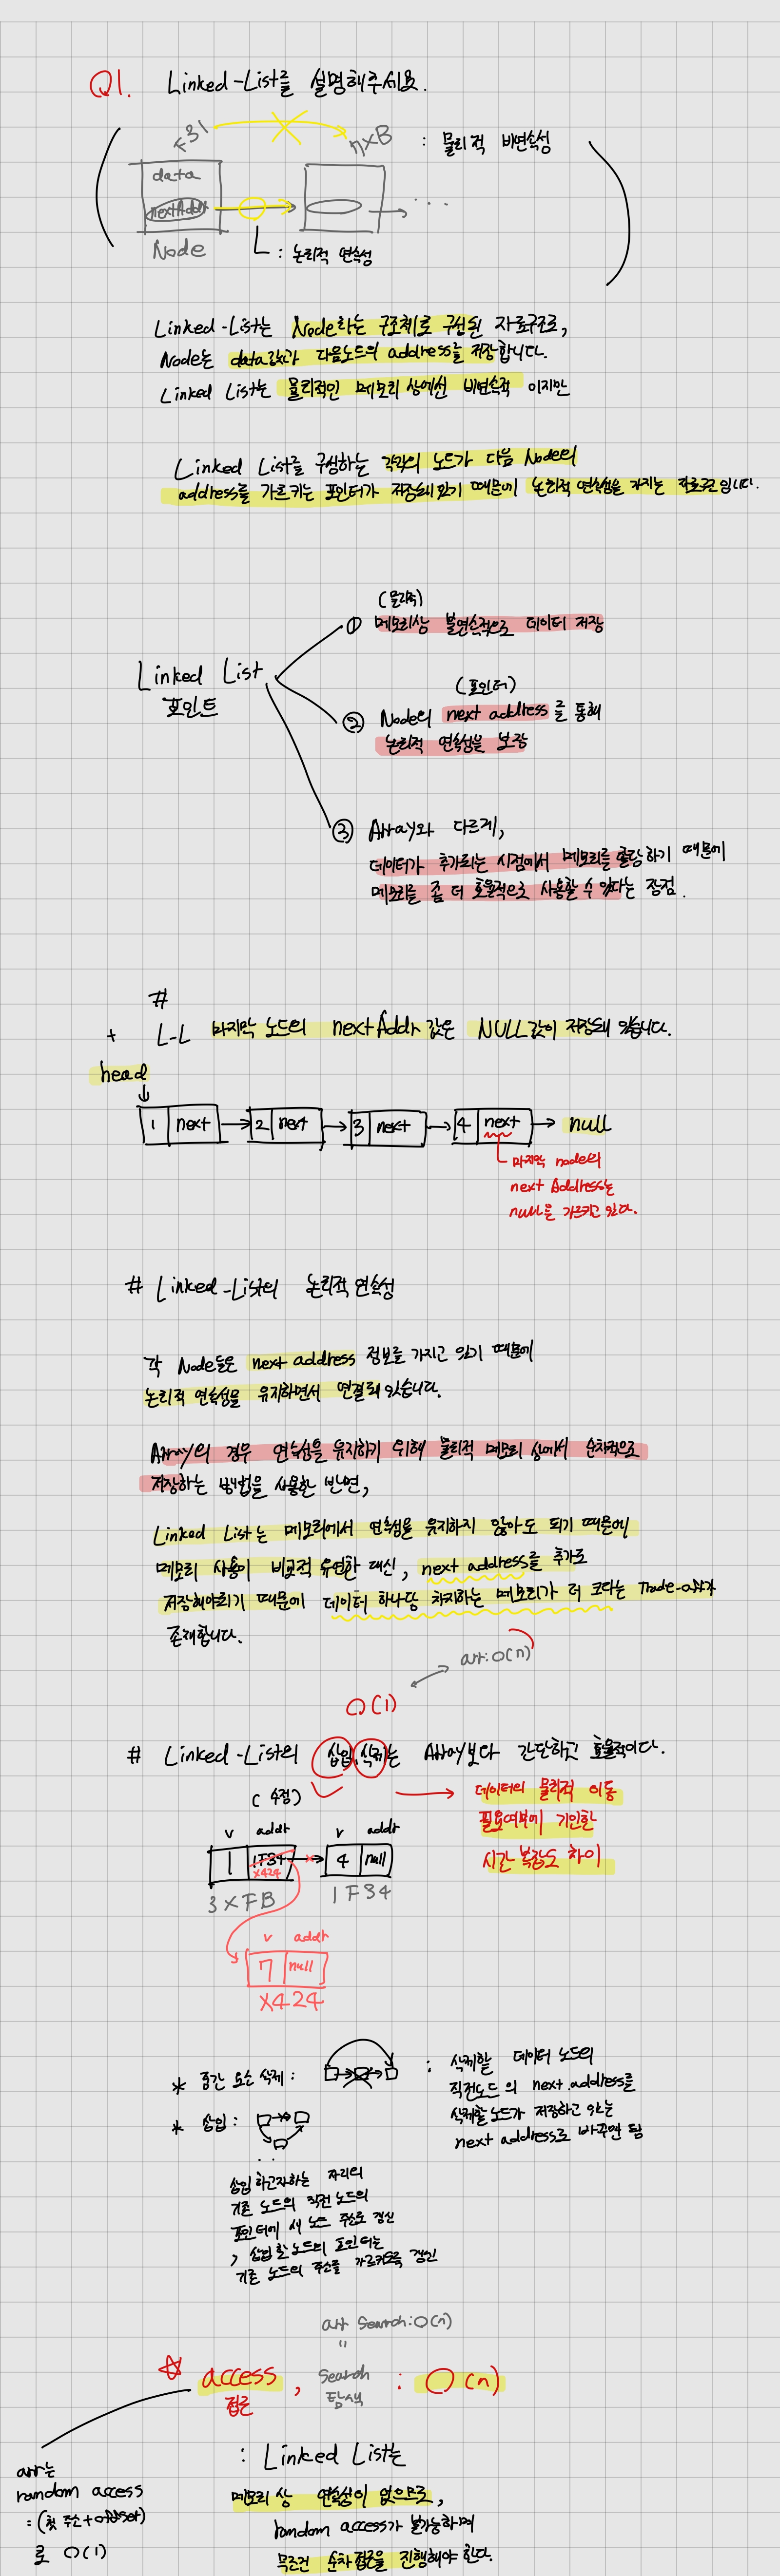 Q1. Linked-List를 설명해주세요.
F31
nxB : 물리적 비연속성
data
nextAddr
Node
: 논리적 연속성
Linked-List는 Node라는 구조체로 구성된 자료구조로,
Node는 data값과 다음노드의 address를 저장합니다.
Linked List는 물리적인 메모리 상에선 비연속적 이지만
Linked List를 구성하는 각각의 노드가 다음 Node의
address를 가르키는 포인터가 저장돼있기 때문에 논리적 연속성을 가지는 자료구조입니다.
(물리적)
① 메모리상 불연속적으로 데이터 저장
Linked List
포인트
(포인터)
② Node의 next address를 통해
논리적 연속성을 보장
③ Array와 다르게,
데이터가 추가되는 시점에서 메모리를 할당하기 때문에
메모리를 좀 더 효율적으로 사용할 수 있다는 장점.
#
+ L-L 마지막 노드의 nextAddr 값은 NULL값이 저장돼 있습니다.
head
1 next 2 next 3 next 4 next null
마지막 node의
next Address는
null을 가르키고 있다.
# Linked-List의 논리적 연속성
각 Node들은 next address 정보를 가지고 있기 때문에
논리적 연속성을 유지하면서 연결돼 있습니다.
Array의 경우 연속성을 유지하기 위해 물리적 메모리 상에서 순차적으로
저장하는 방법을 사용한 반면,
Linked List는 메모리에서 연속성을 유지하지 않아도 되기 때문에
메모리 사용이 비교적 유연한 대신, next address를 추가로
저장해야되기 때문에 데이터 하나당 차지하는 메모리가 더 크다는 Trade-off가
존재합니다.
arr:O(n)
O(1)
# Linked-List의 삽입,삭제는 Array보다 간단하고 효율적이다.
(수정)
데이터의 물리적 이동
필요여부에 기인한
시간 복잡도 차이
v addr v addr
1 1F34 4 null
x424
3XFB 1F34
v addr
7 null
X424
* 중간 요소 삭제 : : 삭제할 데이터 노드의
직전노드의 next.address를
삭제할 노드가 저장하고 있는
next address로 바꾸면 됨
* 삽입 :
삽입 하고자하는 자리의
기존 노드의 직전 노드의
포인터에 새 노드 주소로 갱신
, 삽입할 노드의 포인터는
기존 노드의 주소를 가르키도록 갱신
arr Search:O(n)
"
☆ access , Search : O(n)
접근 탐색
arr는
random access
: (첫 주소+offset)
로 O(1)
: Linked List는
메모리 상 연속성이 없으므로,
random access가 불가능하며
무조건 순차접근을 진행해야 한다.